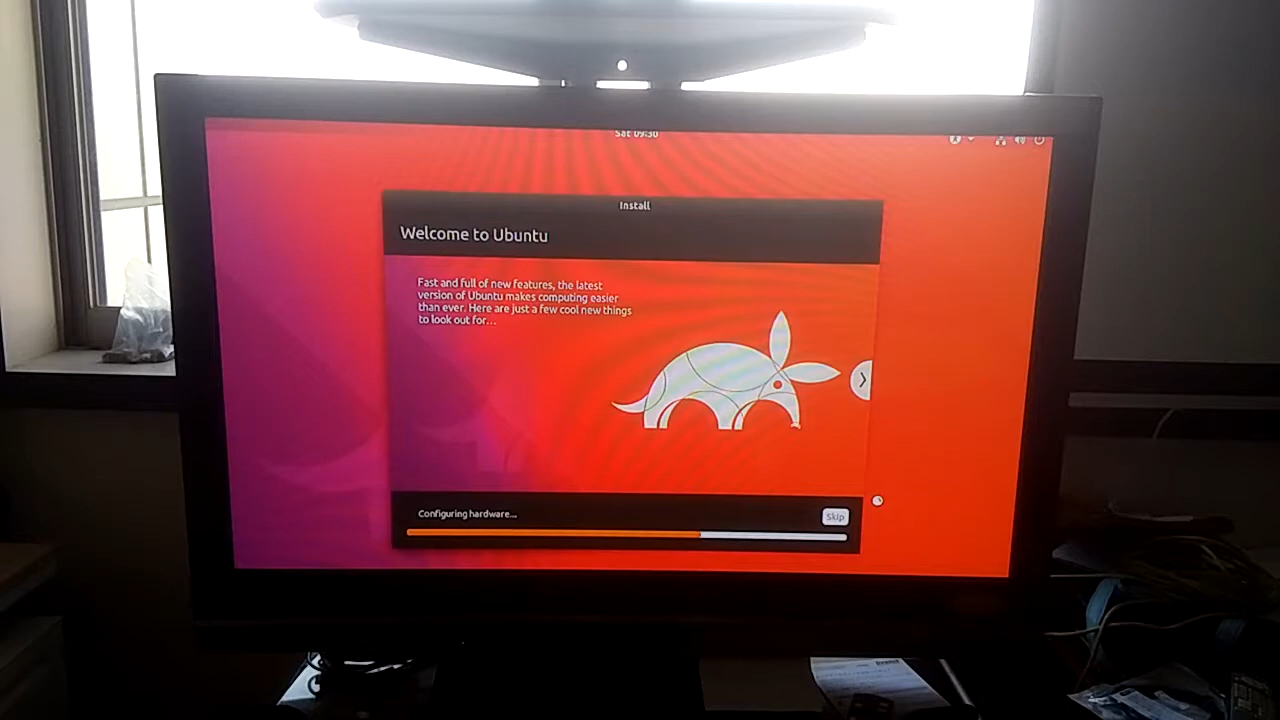 Sat 09:30
Install
Welcome to Ubuntu
Fast and full of new features, the latest
version of Ubuntu makes computing easier
than ever. Here are just a few cool new things
to look out for...
Configuring hardware...
Skip